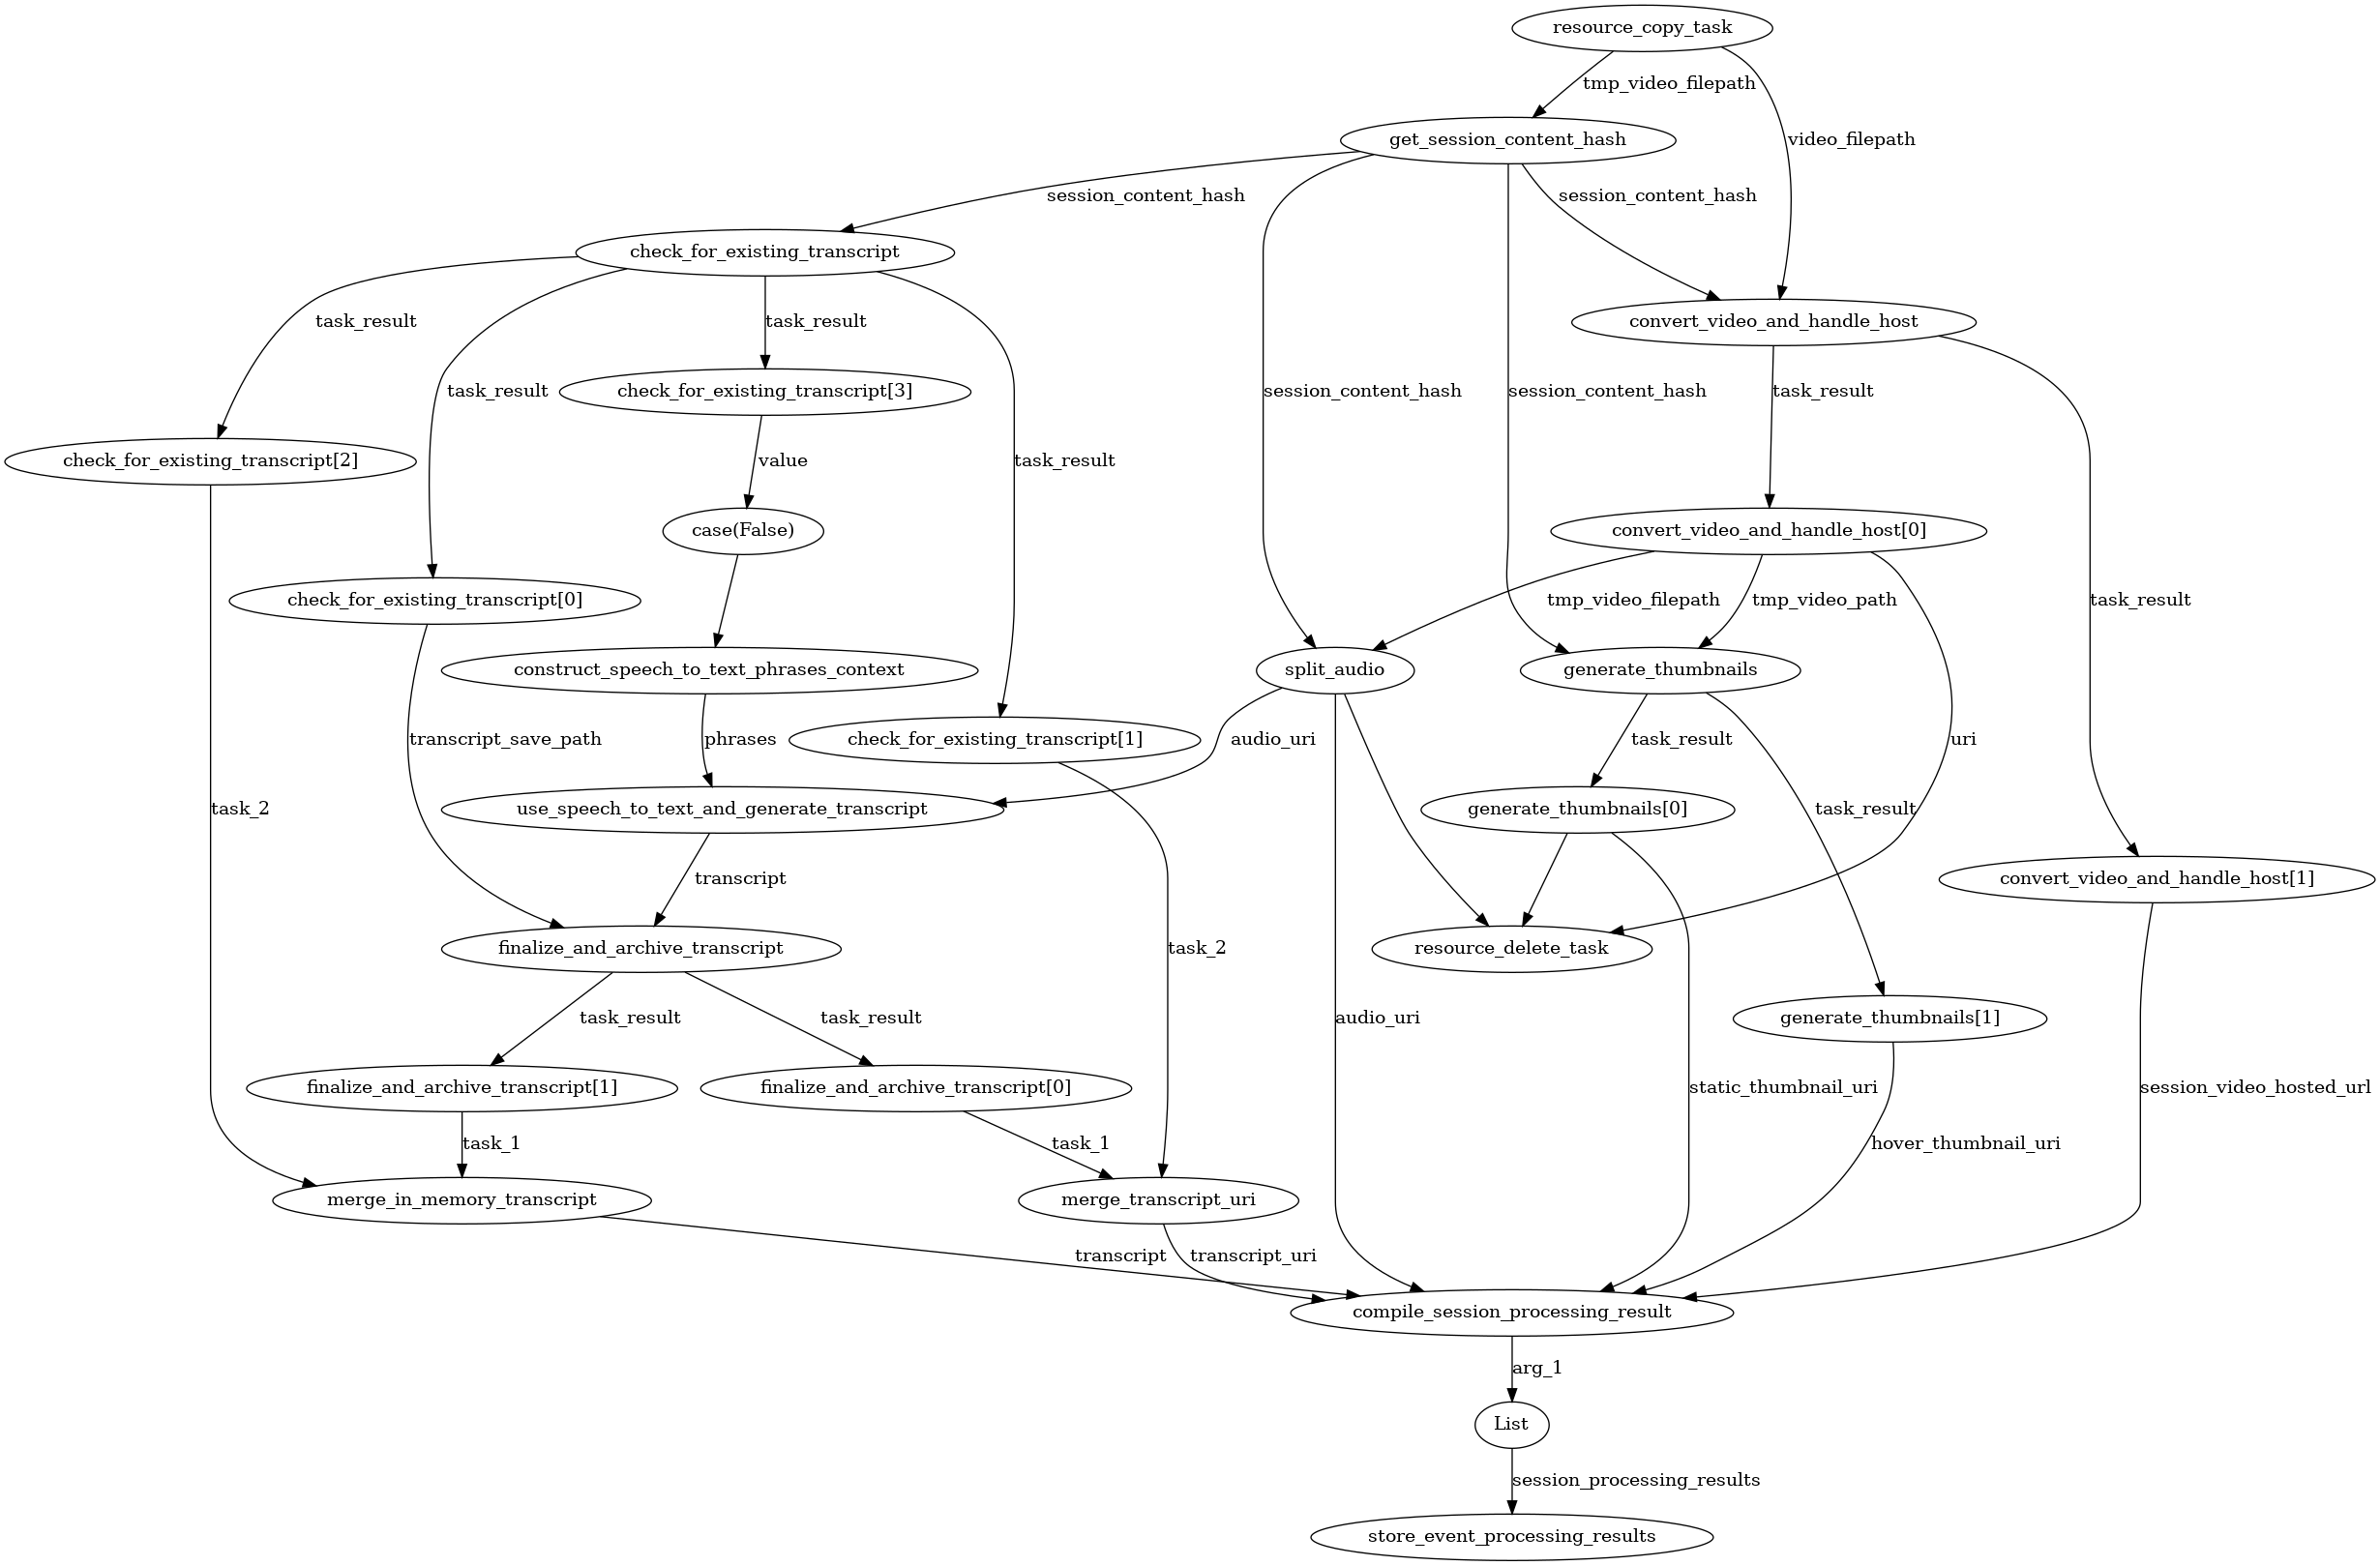 resource_copy_task
tmp_video_filepath
get_session_content_hash
video_filepath
session_content_hash
session_content_hash
check_for_existing_transcript
convert_video_and_handle_host
task_result
task_result
task_result
check_for_existing_transcript[3]
session_content_hash
session_content_hash
task_result
check_for_existing_transcript[2]
value
task_result
case(False)
convert_video_and_handle_host[0]
check_for_existing_transcript[0]
tmp_video_filepath
tmp_video_path
task_result
construct_speech_to_text_phrases_context
split_audio
generate_thumbnails
transcript_save_path
phrases
check_for_existing_transcript[1]
audio_uri
task_result
uri
task_2
use_speech_to_text_and_generate_transcript
generate_thumbnails[0]
task_result
transcript
convert_video_and_handle_host[1]
finalize_and_archive_transcript
task_2
resource_delete_task
task_result
task_result
audio_uri
generate_thumbnails[1]
finalize_and_archive_transcript[1]
finalize_and_archive_transcript[0]
static_thumbnail_uri
session_video_hosted_url
task_1
task_1
hover_thumbnail_uri
merge_in_memory_transcript
merge_transcript_uri
transcript
transcript_uri
compile_session_processing_result
arg_1
List
session_processing_results
store_event_processing_results